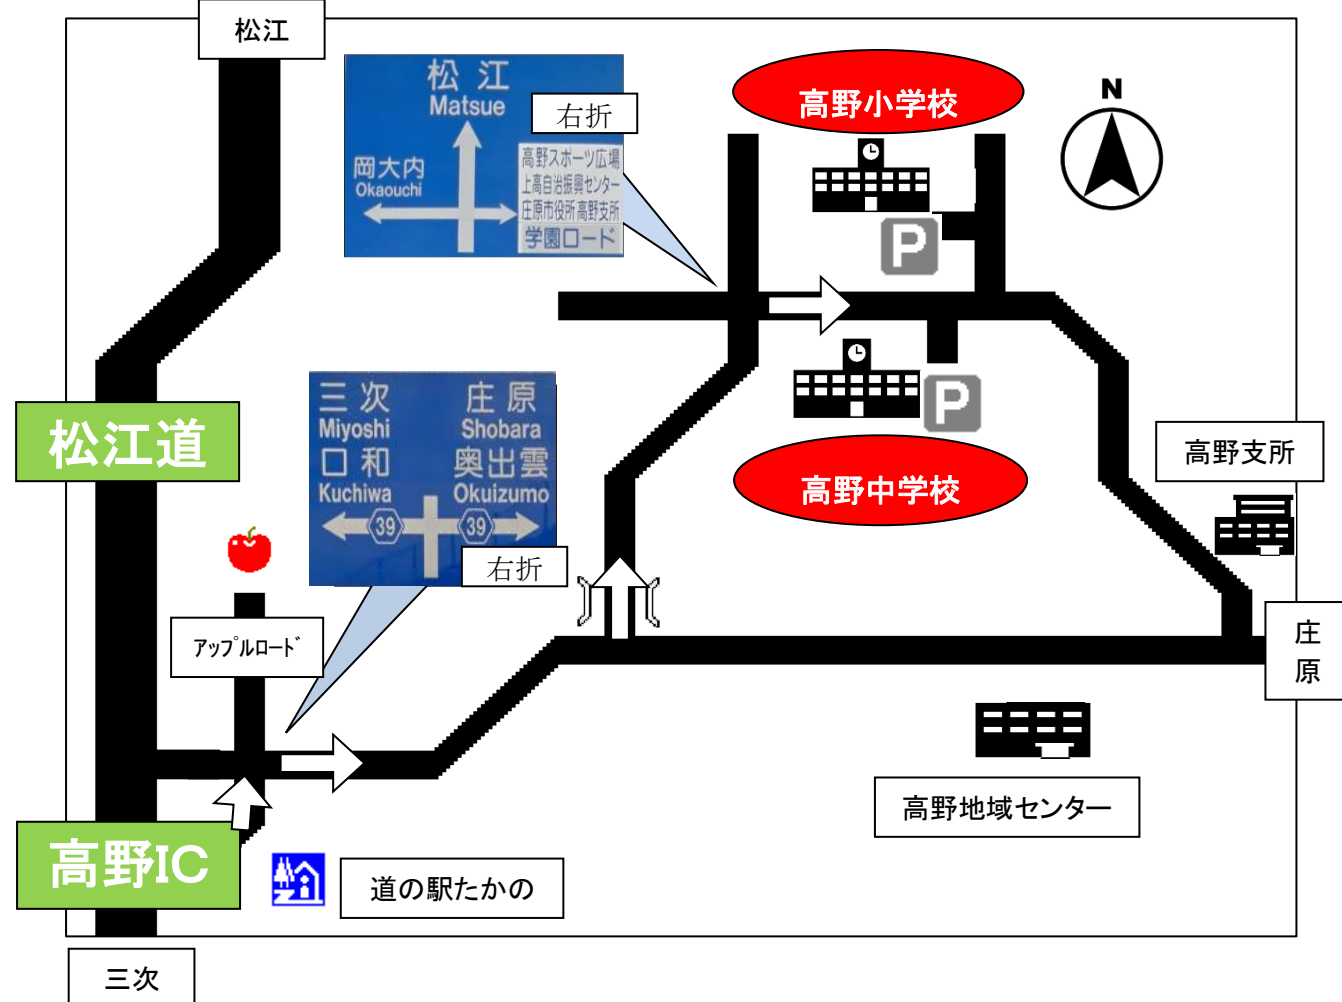 松江
松 江
Matsue
右折
岡大内
Okaouchi
高野スポーツ広場
上高自治振興センター
庄原市役所高野支所
学園ロード
高野小学校
N
P
松江道
三 次
Miyoshi
口 和
Kuchiwa
庄 原
Shobara
奥出雲
Okuizumo
39
39
右折
P
高野中学校
高野支所
アップルロード
庄
原
高野地域センター
高野IC
道の駅たかの
三次